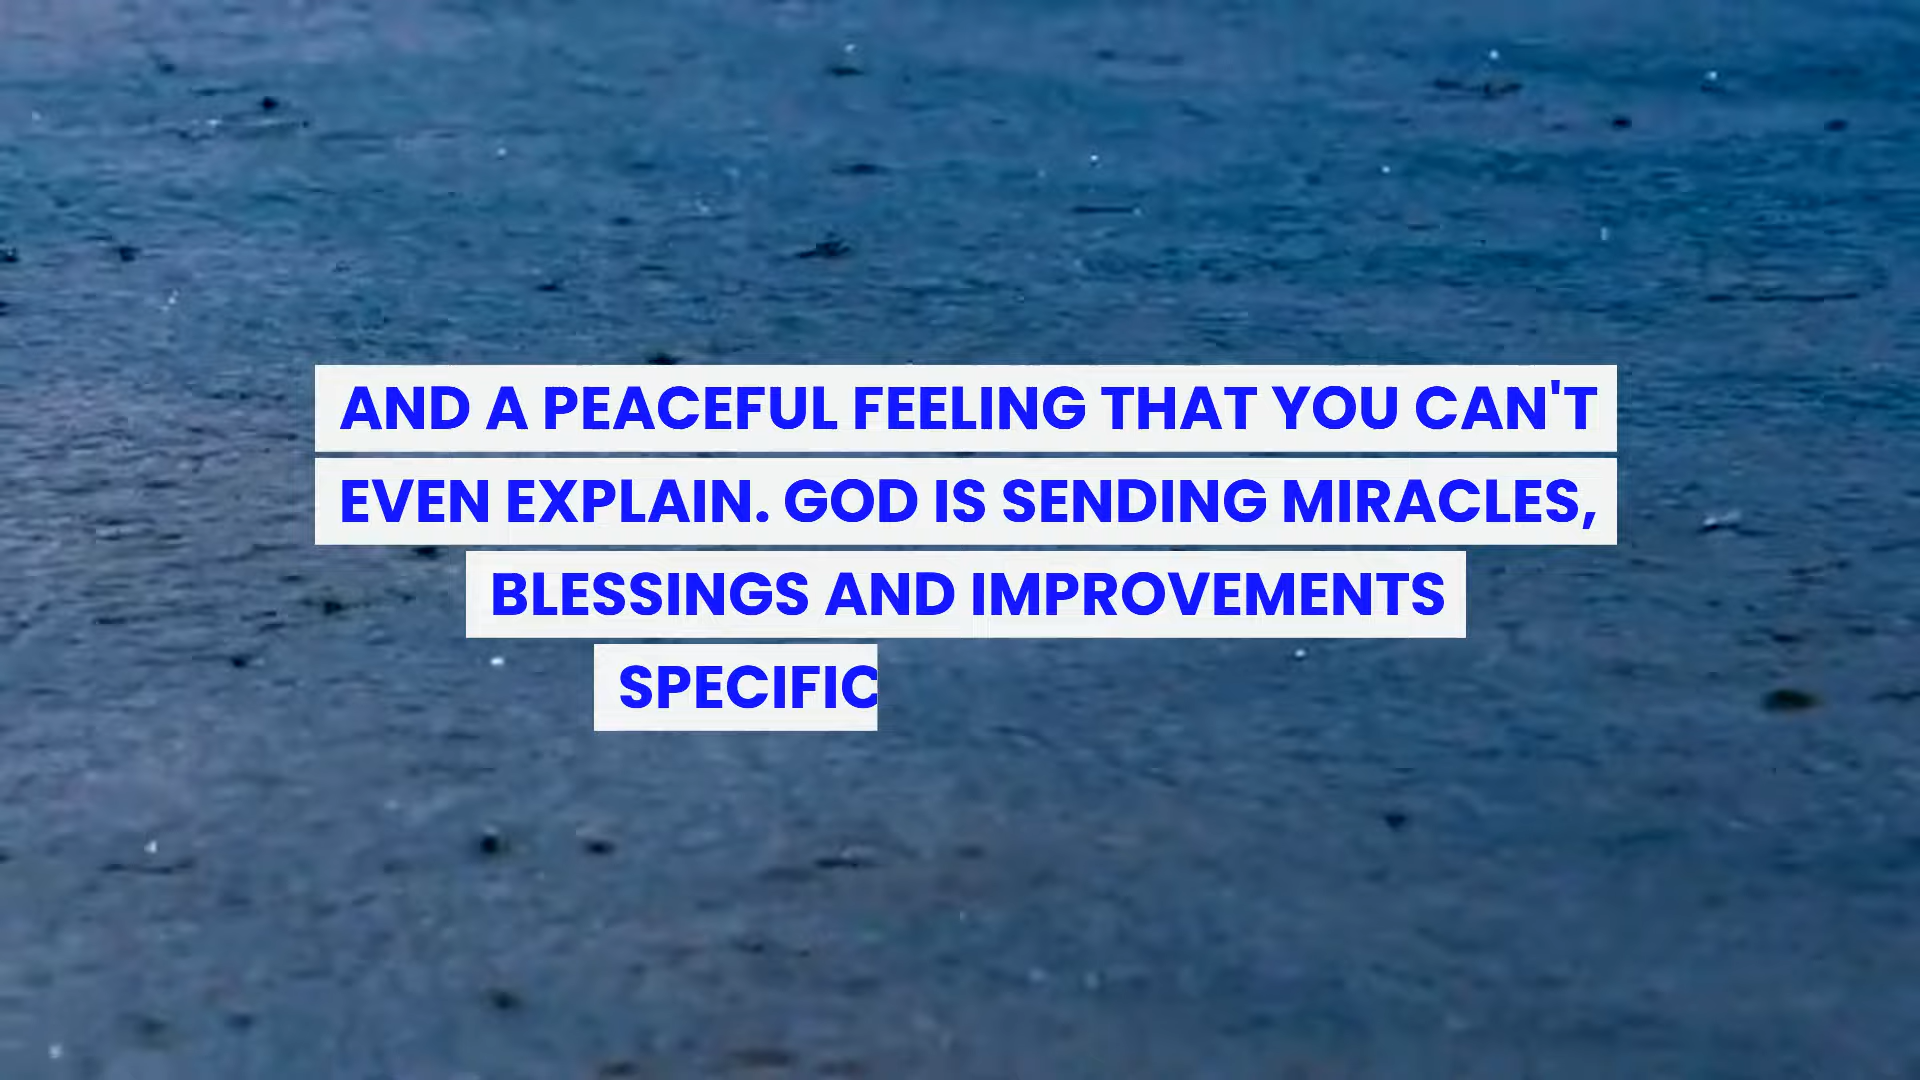 AND A PEACEFUL FEELING THAT YOU CAN'T
EVEN EXPLAIN. GOD IS SENDING MIRACLES,
BLESSINGS AND IMPROVEMENTS
SPECIFIC